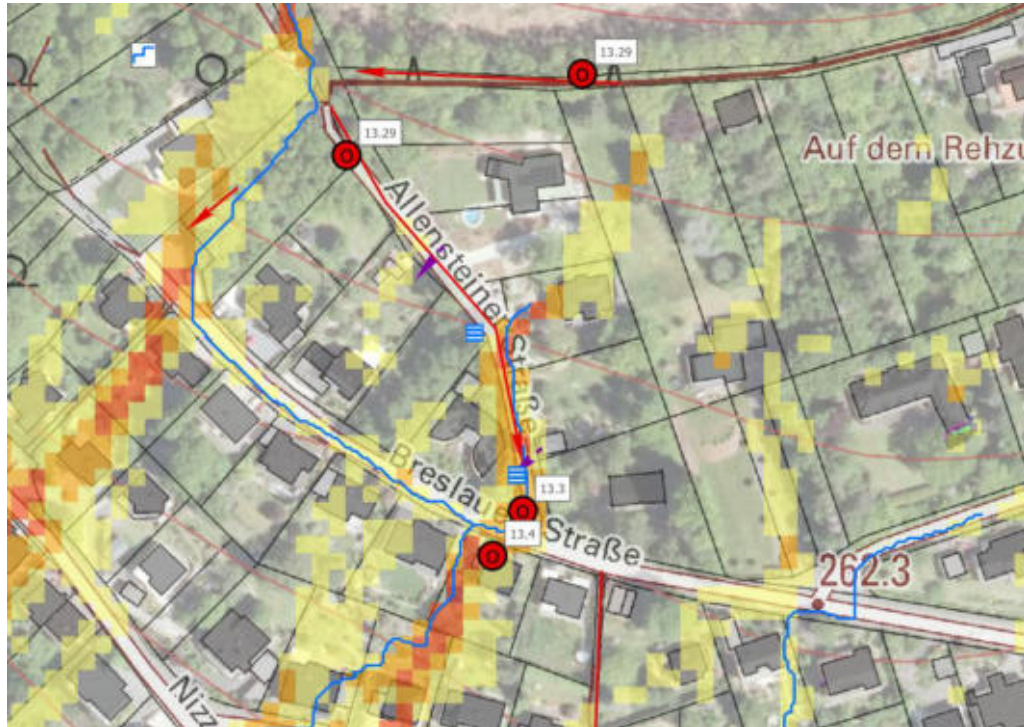 13.29
13.29
Auf dem Rehzu
Allensteiner Straße
13.3
Breslauer Straße
13.4
262.3
Nizz